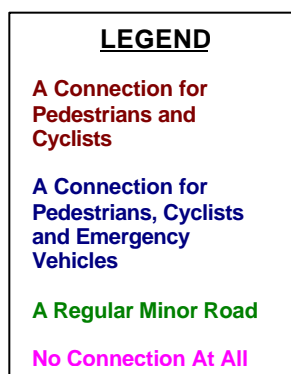 LEGEND
A Connection for
Pedestrians and
Cyclists
A Connection for
Pedestrians, Cyclists
and Emergency
Vehicles
A Regular Minor Road
No Connection At All